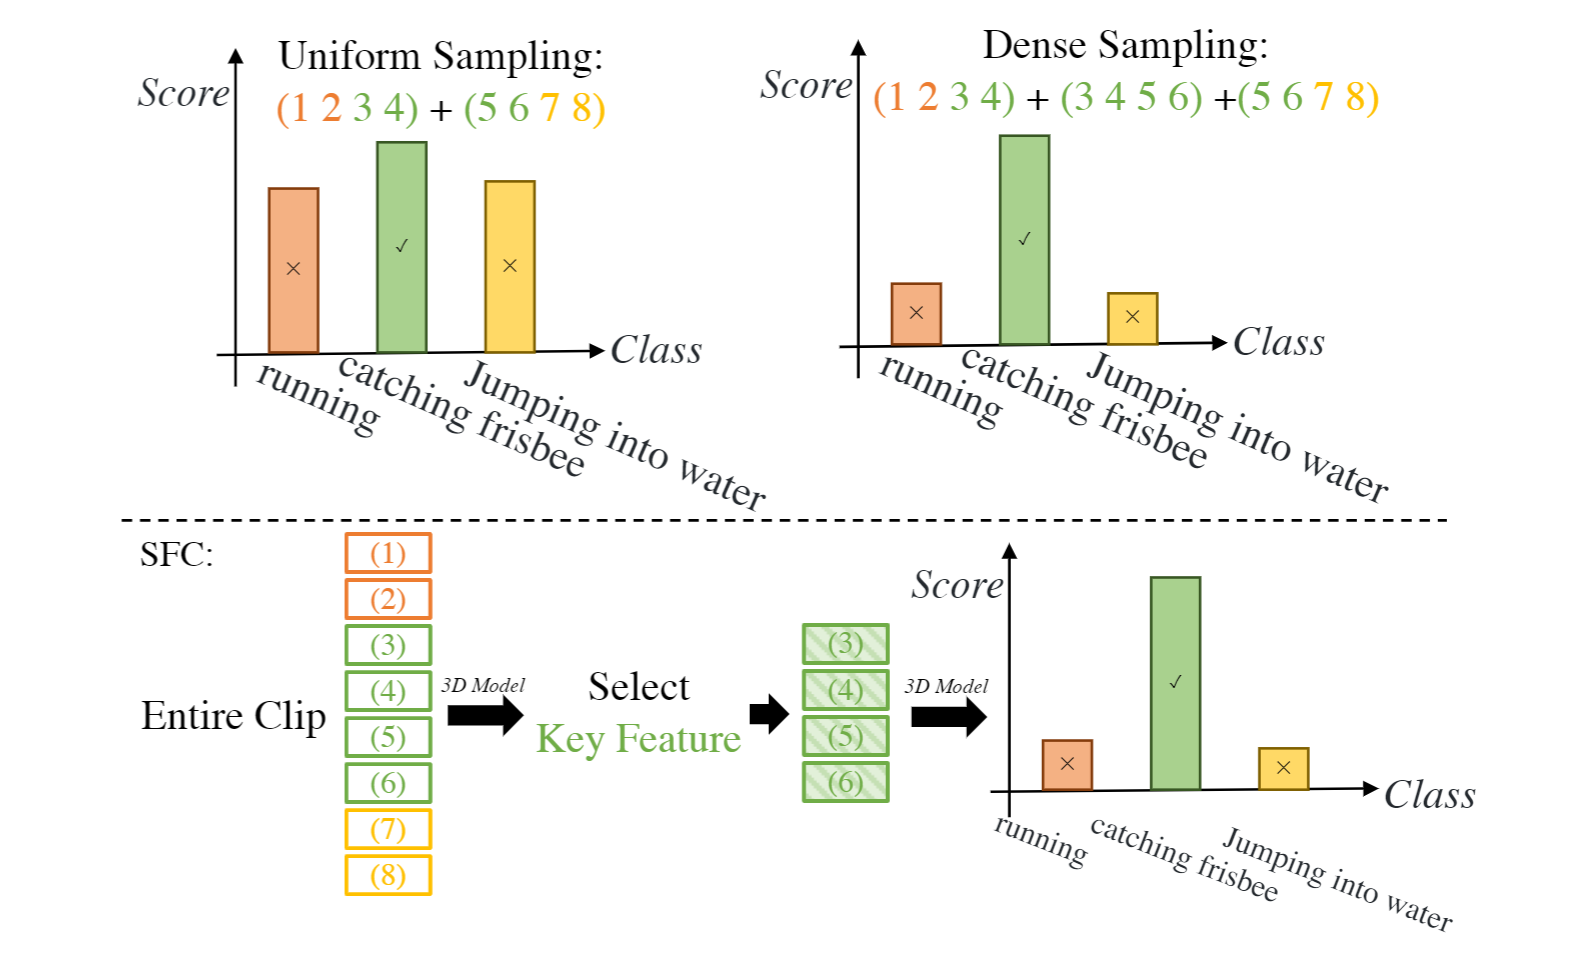 Uniform Sampling:
Score
(1 2 3 4) + (5 6 7 8)
×
✓
×
Class
running
catching frisbee
Jumping into water
Dense Sampling:
Score
(1 2 3 4) + (3 4 5 6) +(5 6 7 8)
×
✓
×
Class
running
catching frisbee
Jumping into water
SFC:
Entire Clip
(1)
(2)
(3)
(4)
(5)
(6)
(7)
(8)
3D Model
Select
Key Feature
(3)
(4)
(5)
(6)
3D Model
Score
×
✓
×
Class
running
catching frisbee
Jumping into water